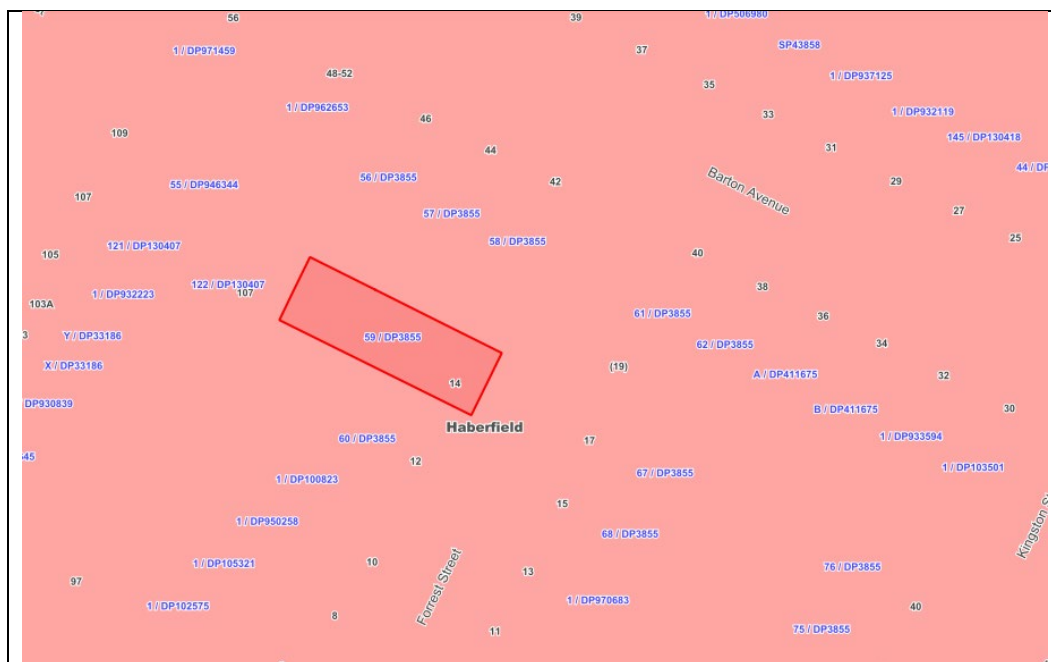 56
39
1 / DP506980
SP43858
1 / DP971459
37
48-52
1 / DP937125
35
1 / DP962653
1 / DP932119
33
46
109
145 / DP130418
31
44
44 / DP
56 / DP3855
Barton Avenue
42
29
55 / DP946344
107
27
57 / DP3855
25
58 / DP3855
121 / DP130407
105
40
122 / DP130407
107
38
1 / DP932223
103A
61 / DP3855
36
3
Y / DP33186
59 / DP3855
62 / DP3855
34
X / DP33186
(19)
A / DP411675
32
14
DP930839
B / DP411675
30
Haberfield
60 / DP3855
17
1 / DP933594
545
12
1 / DP103501
67 / DP3855
1 / DP100823
15
Kingston S
1 / DP950258
68 / DP3855
1 / DP105321
10
76 / DP3855
13
97
Forrest Street
1 / DP970683
1 / DP102575
40
8
11
75 / DP3855